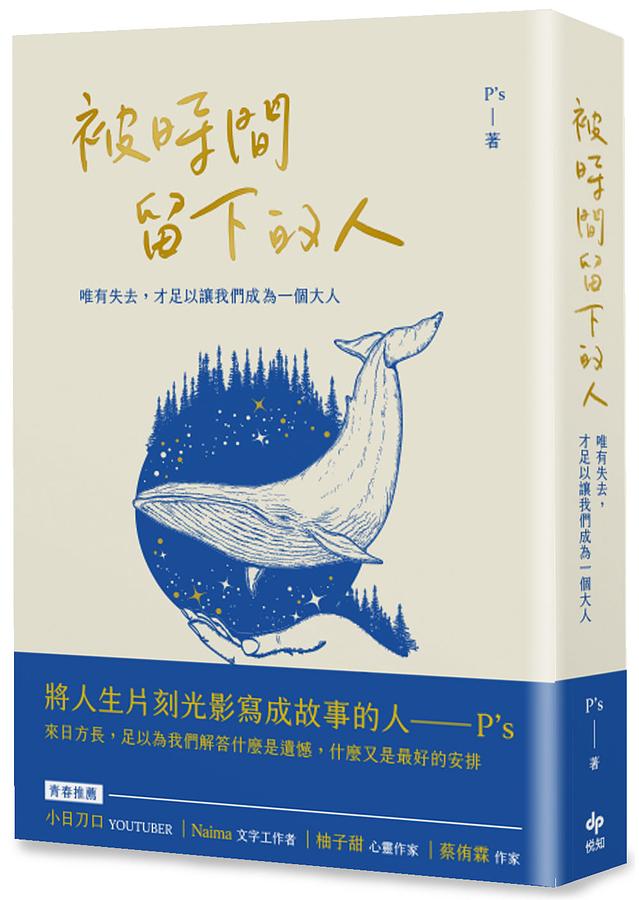 被時間
留下的人
P's
著
唯有失去，才足以讓我們成為一個大人
將人生片刻光影寫成故事的人——P's
來日方長，足以為我們解答什麼是遺憾，什麼又是最好的安排
青春推薦
小日刀口 YOUTUBER｜Naima 文字工作者｜柚子甜 心靈作家｜蔡侑霖 作家
被時間留下的人
唯有失去，
才足以讓我們成為一個大人
P's
著
dp
悦知